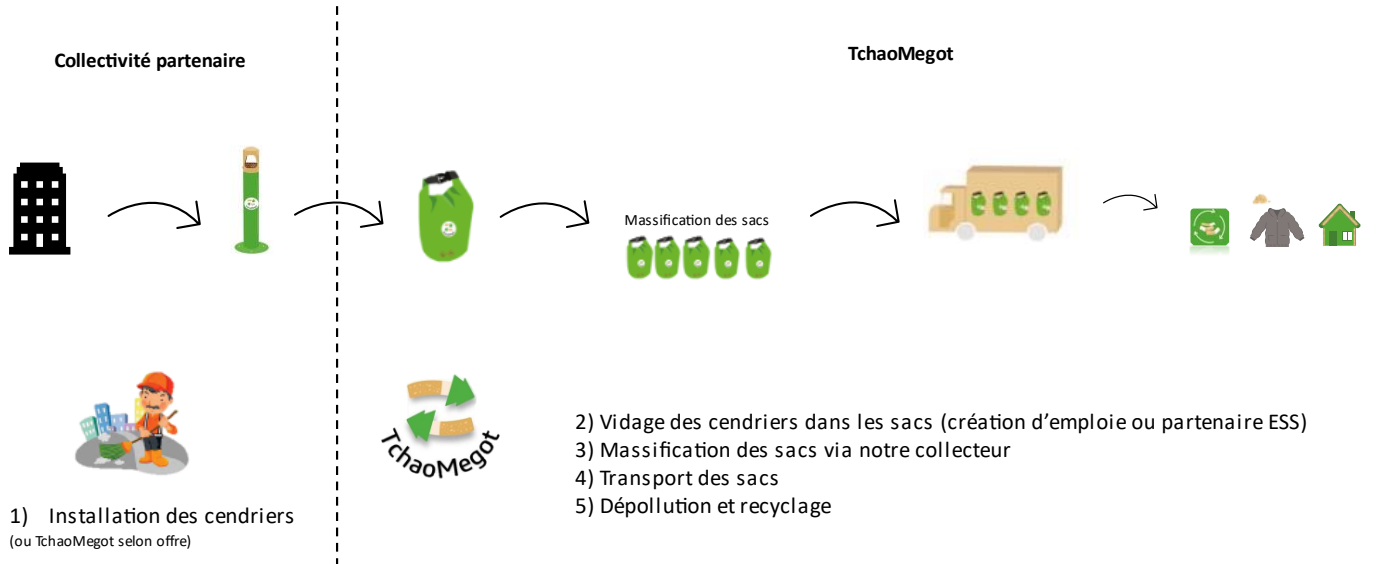 Collectivité partenaire
TchaoMegot
Massification des sacs
TchaoMegot
2) Vidage des cendriers dans les sacs (création d'emploie ou partenaire ESS)
3) Massification des sacs via notre collecteur
4) Transport des sacs
5) Dépollution et recyclage
1) Installation des cendriers
(ou TchaoMegot selon offre)